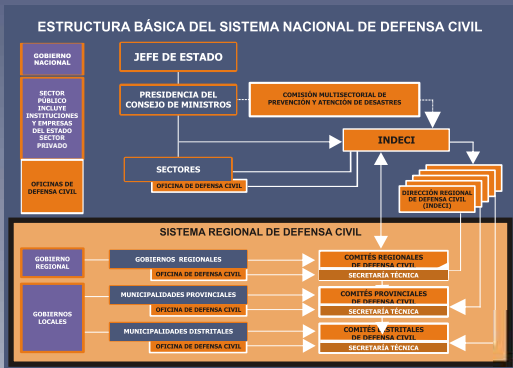 ESTRUCTURA BÁSICA DEL SISTEMA NACIONAL DE DEFENSA CIVIL
GOBIERNO
NACIONAL
JEFE DE ESTADO
SECTOR
PÚBLICO
INCLUYE
INSTITUCIONES
Y EMPRESAS
DEL ESTADO
SECTOR
PRIVADO
PRESIDENCIA DEL
CONSEJO DE MINISTROS
COMISIÓN MULTISECTORIAL DE
PREVENCIÓN Y ATENCIÓN DE DESASTRES
INDECI
OFICINAS DE
DEFENSA CIVIL
SECTORES
OFICINA DE DEFENSA CIVIL
DIRECCIÓN REGIONAL
DE DEFENSA CIVIL
(INDECI)
SISTEMA REGIONAL DE DEFENSA CIVIL
GOBIERNO
REGIONAL
GOBIERNOS REGIONALES
OFICINA DE DEFENSA CIVIL
COMITÉS REGIONALES
DE DEFENSA CIVIL
SECRETARÍA TÉCNICA
GOBIERNOS
LOCALES
MUNICIPALIDADES PROVINCIALES
OFICINA DE DEFENSA CIVIL
COMITÉS PROVINCIALES
DE DEFENSA CIVIL
SECRETARÍA TÉCNICA
MUNICIPALIDADES DISTRITALES
OFICINA DE DEFENSA CIVIL
COMITÉS DISTRITALES
DE DEFENSA CIVIL
SECRETARÍA TÉCNICA